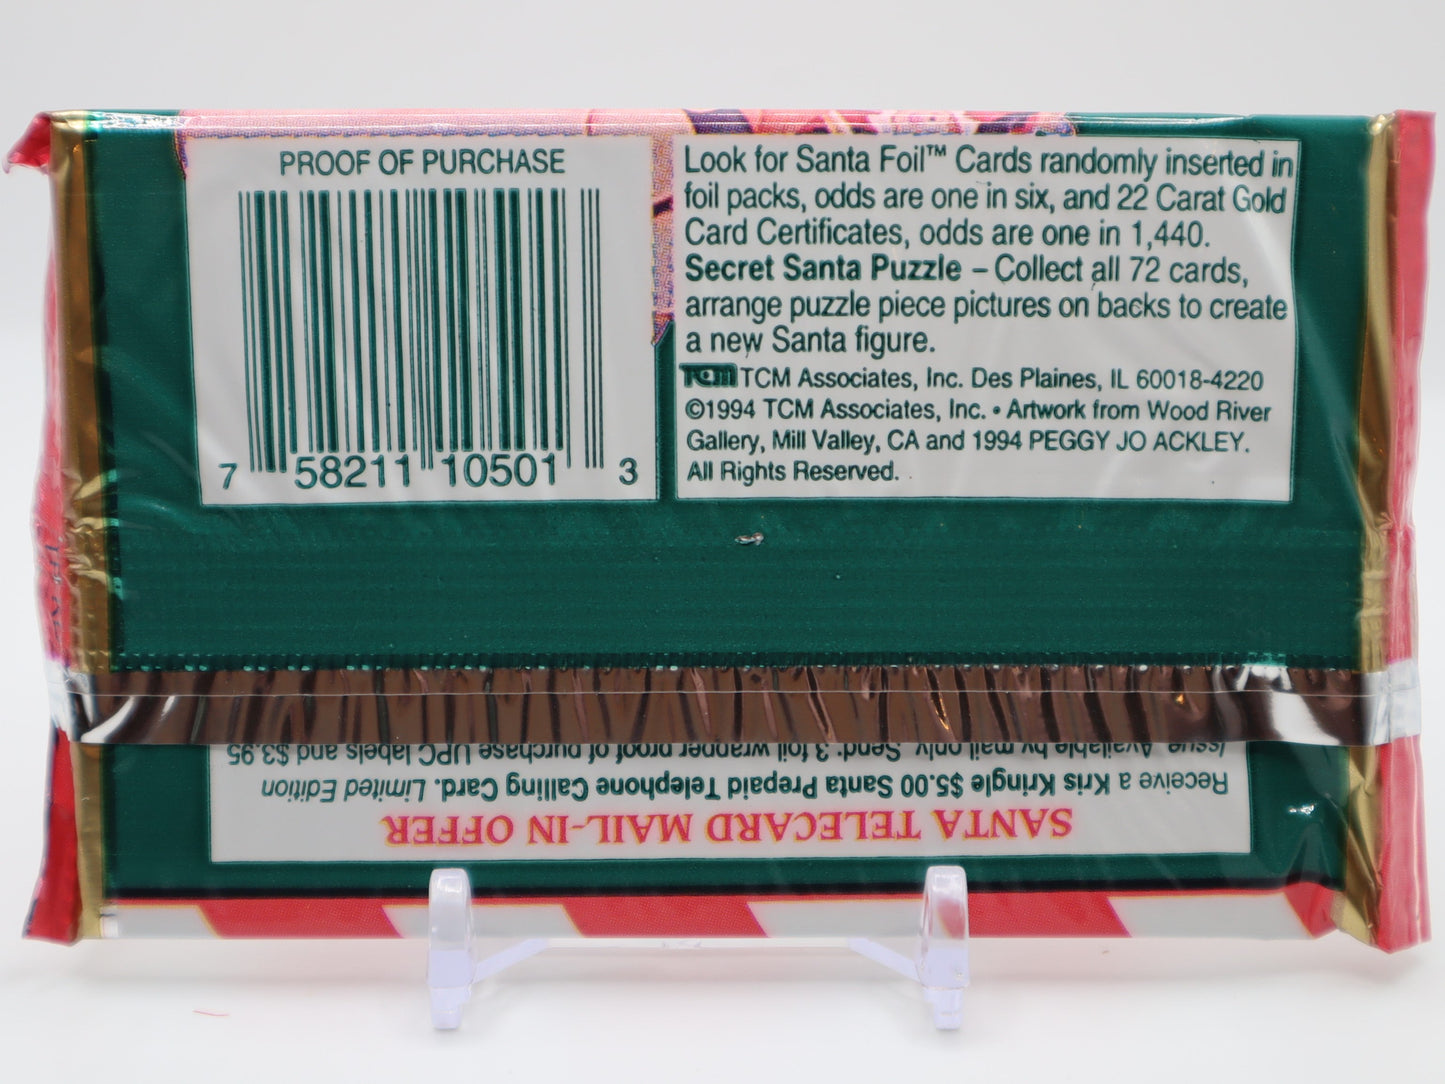 PROOF OF PURCHASE
7 58211 10501 3
Look for Santa Foil™ Cards randomly inserted in
foil packs, odds are one in six, and 22 Carat Gold
Card Certificates, odds are one in 1,440.
Secret Santa Puzzle – Collect all 72 cards,
arrange puzzle piece pictures on backs to create
a new Santa figure.
TCM TCM Associates, Inc. Des Plaines, IL 60018-4220
©1994 TCM Associates, Inc. • Artwork from Wood River
Gallery, Mill Valley, CA and 1994 PEGGY JO ACKLEY.
All Rights Reserved.
SANTA TELECARD MAIL-IN OFFER
Receive a Kris Kringle $5.00 Santa Prepaid Telephone Calling Card. Limited Edition
Issue Available by mail only. Send: 3 foil wrapper proof of purchase UPC labels and $3.95